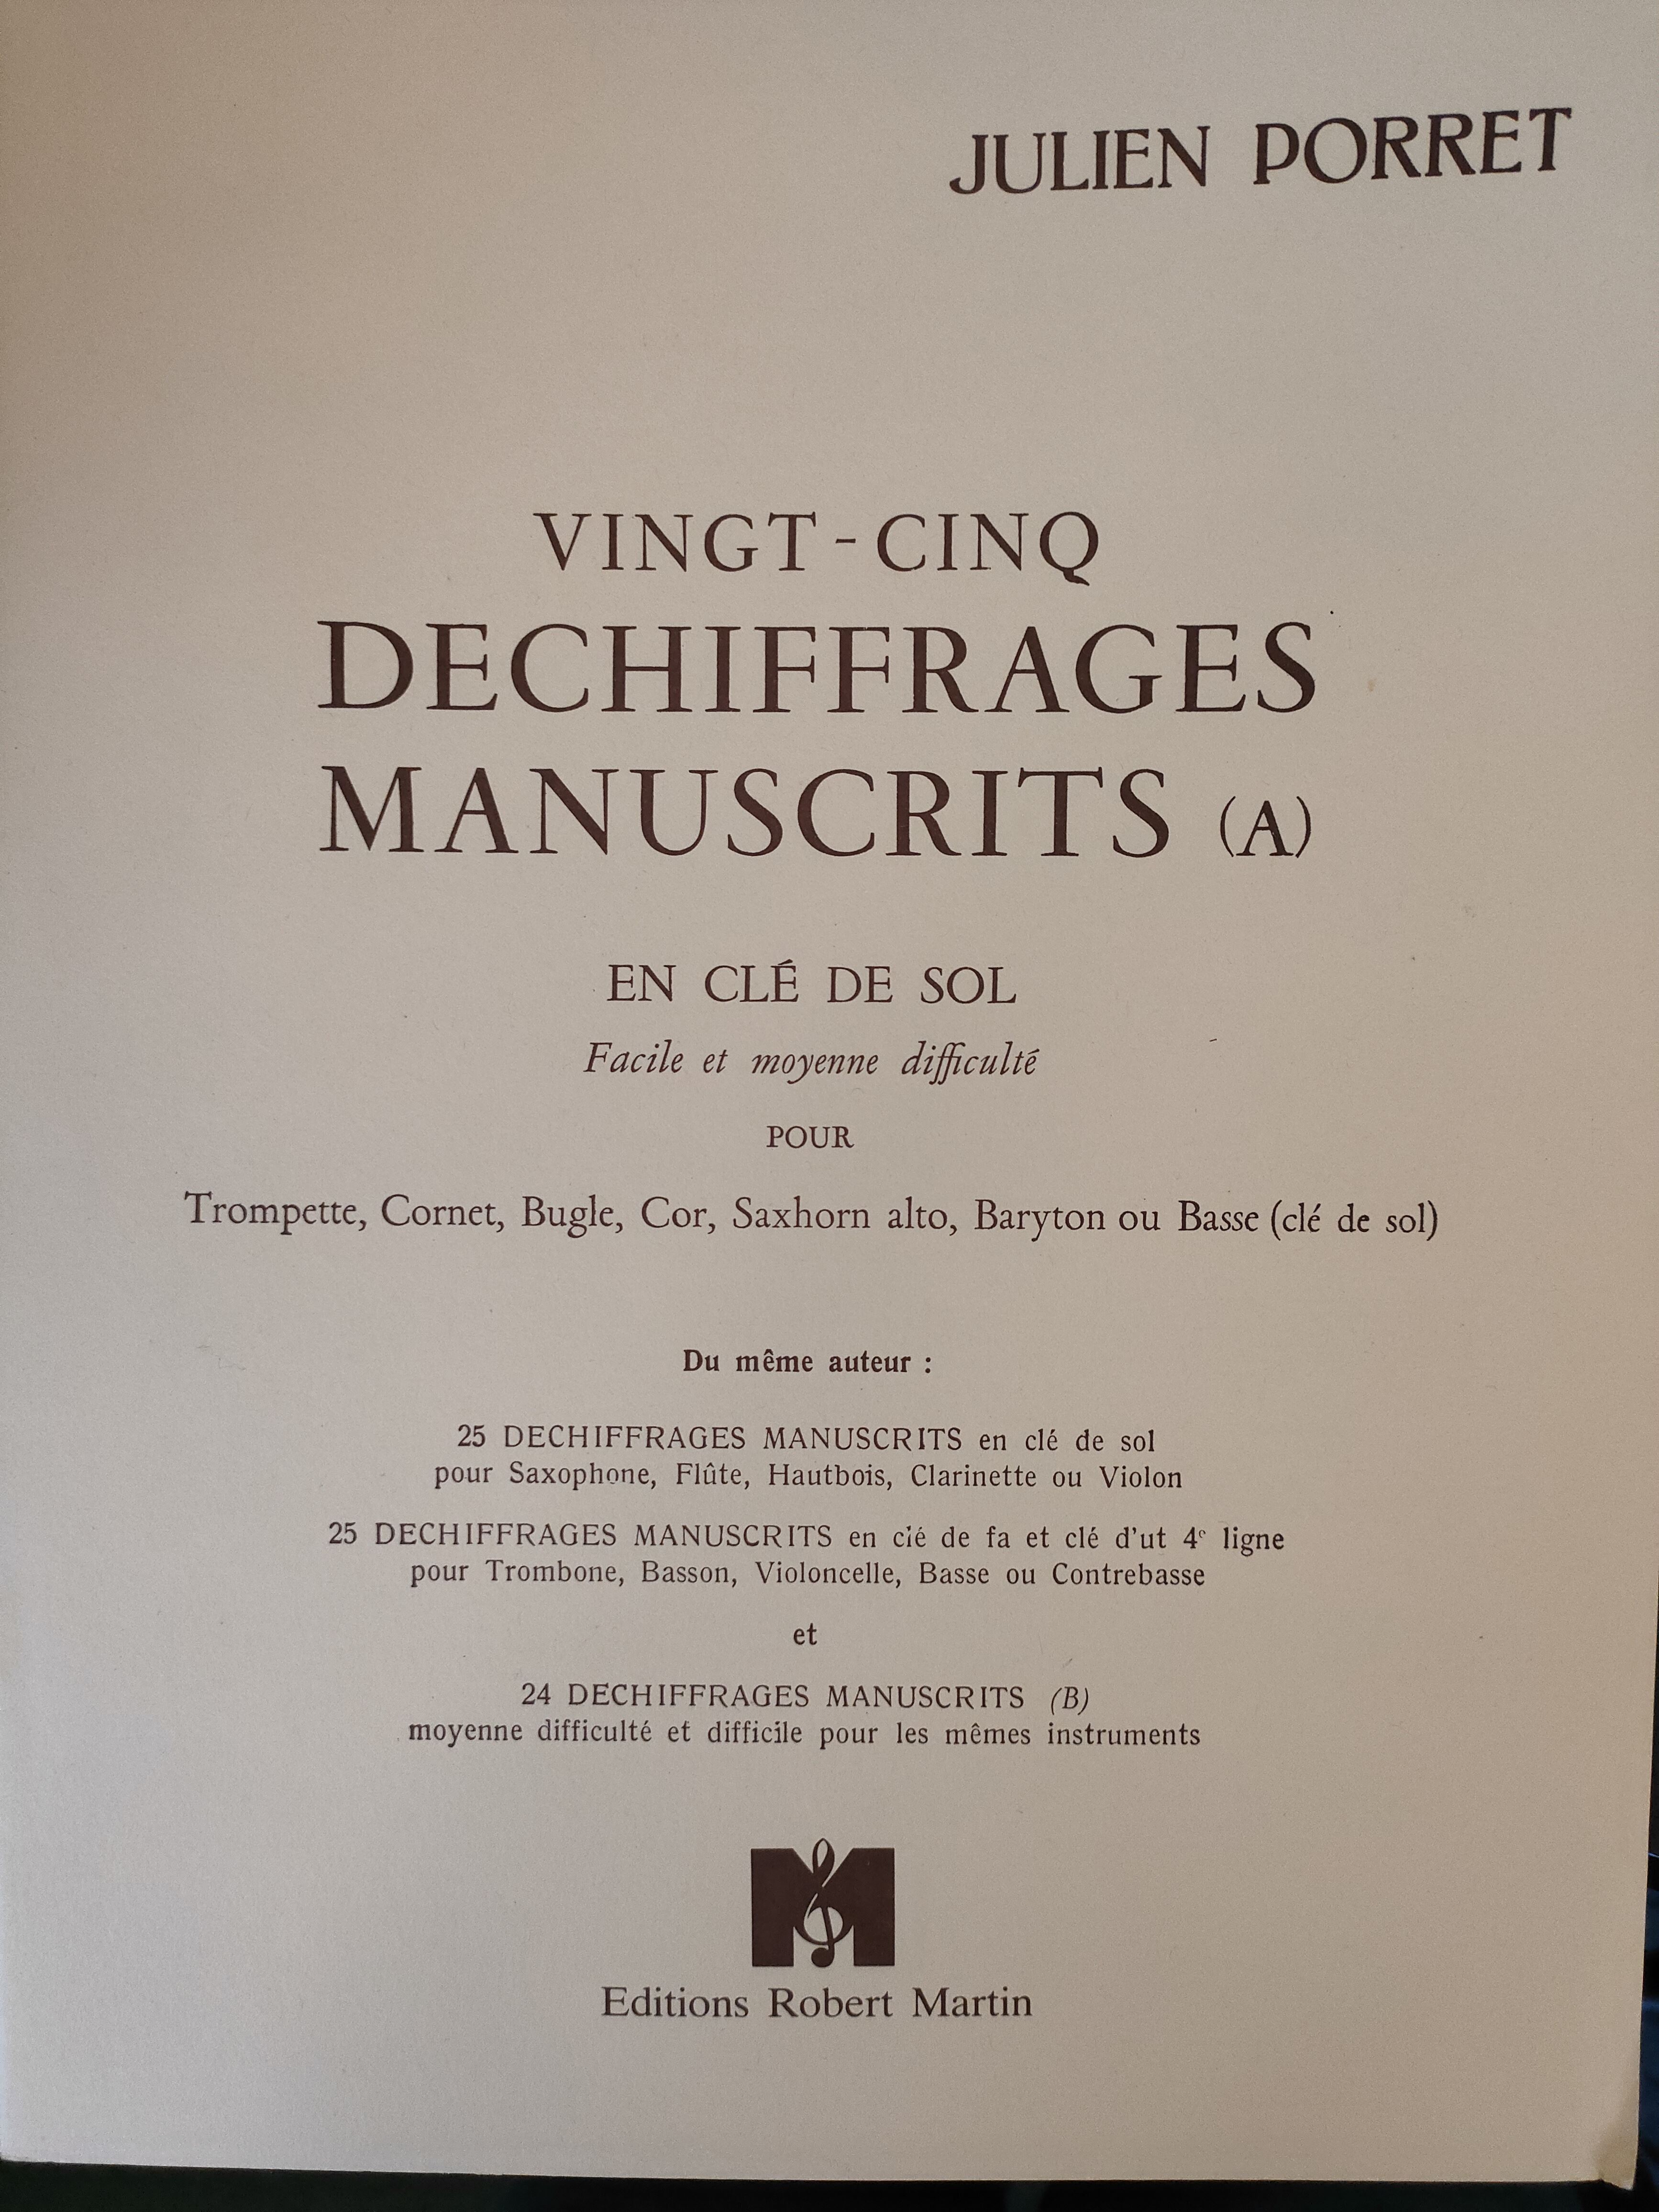 JULIEN PORRET
VINGT-CINQ
DECHIFFRAGES
MANUSCRITS (A)
EN CLÉ DE SOL
Facile et moyenne difficulté
POUR
Trompette, Cornet, Bugle, Cor, Saxhorn alto, Baryton ou Basse (clé de sol)
Du même auteur :
25 DECHIFFRAGES MANUSCRITS en clé de sol
pour Saxophone, Flûte, Hautbois, Clarinette ou Violon
25 DECHIFFRAGES MANUSCRITS en clé de fa et clé d'ut 4e ligne
pour Trombone, Basson, Violoncelle, Basse ou Contrebasse
et
24 DECHIFFRAGES MANUSCRITS (B)
moyenne difficulté et difficile pour les mêmes instruments
M
Editions Robert Martin